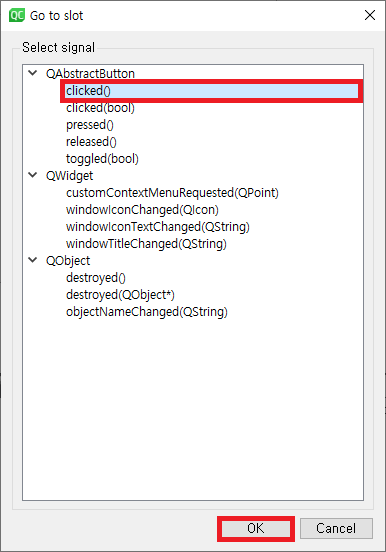 QC Go to slot
Select signal
QAbstractButton
clicked()
clicked(bool)
pressed()
released()
toggled(bool)
QWidget
customContextMenuRequested(QPoint)
windowIconChanged(QIcon)
windowIconTextChanged(QString)
windowTitleChanged(QString)
QObject
destroyed()
destroyed(QObject*)
objectNameChanged(QString)
OK Cancel